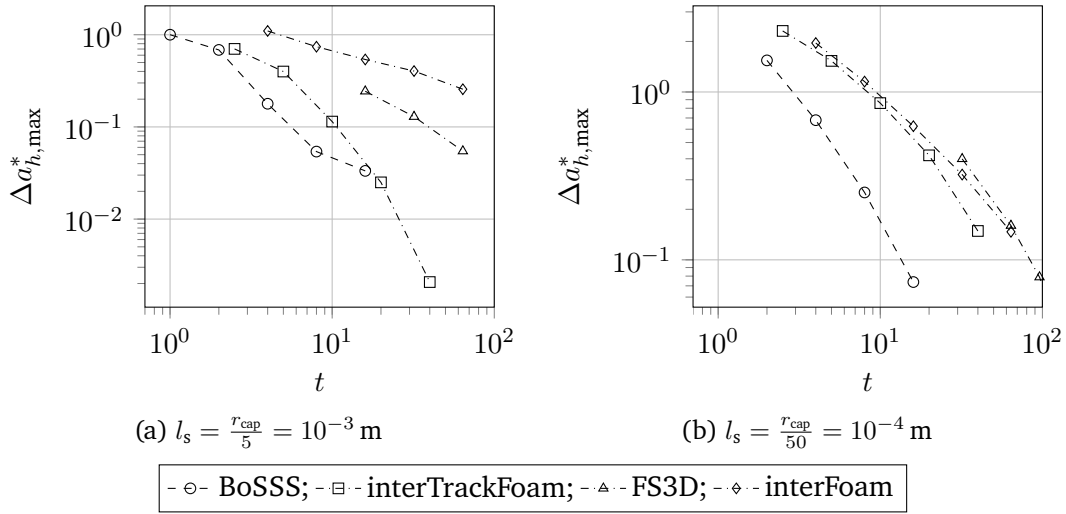 10^0
10^-1
10^-2
Δa*_{h,max}
10^0
10^1
10^2
t
(a) l_s = r_cap/5 = 10^-3 m
10^0
10^-1
Δa*_{h,max}
10^0
10^1
10^2
t
(b) l_s = r_cap/50 = 10^-4 m
BoSSS; interTrackFoam; FS3D; interFoam